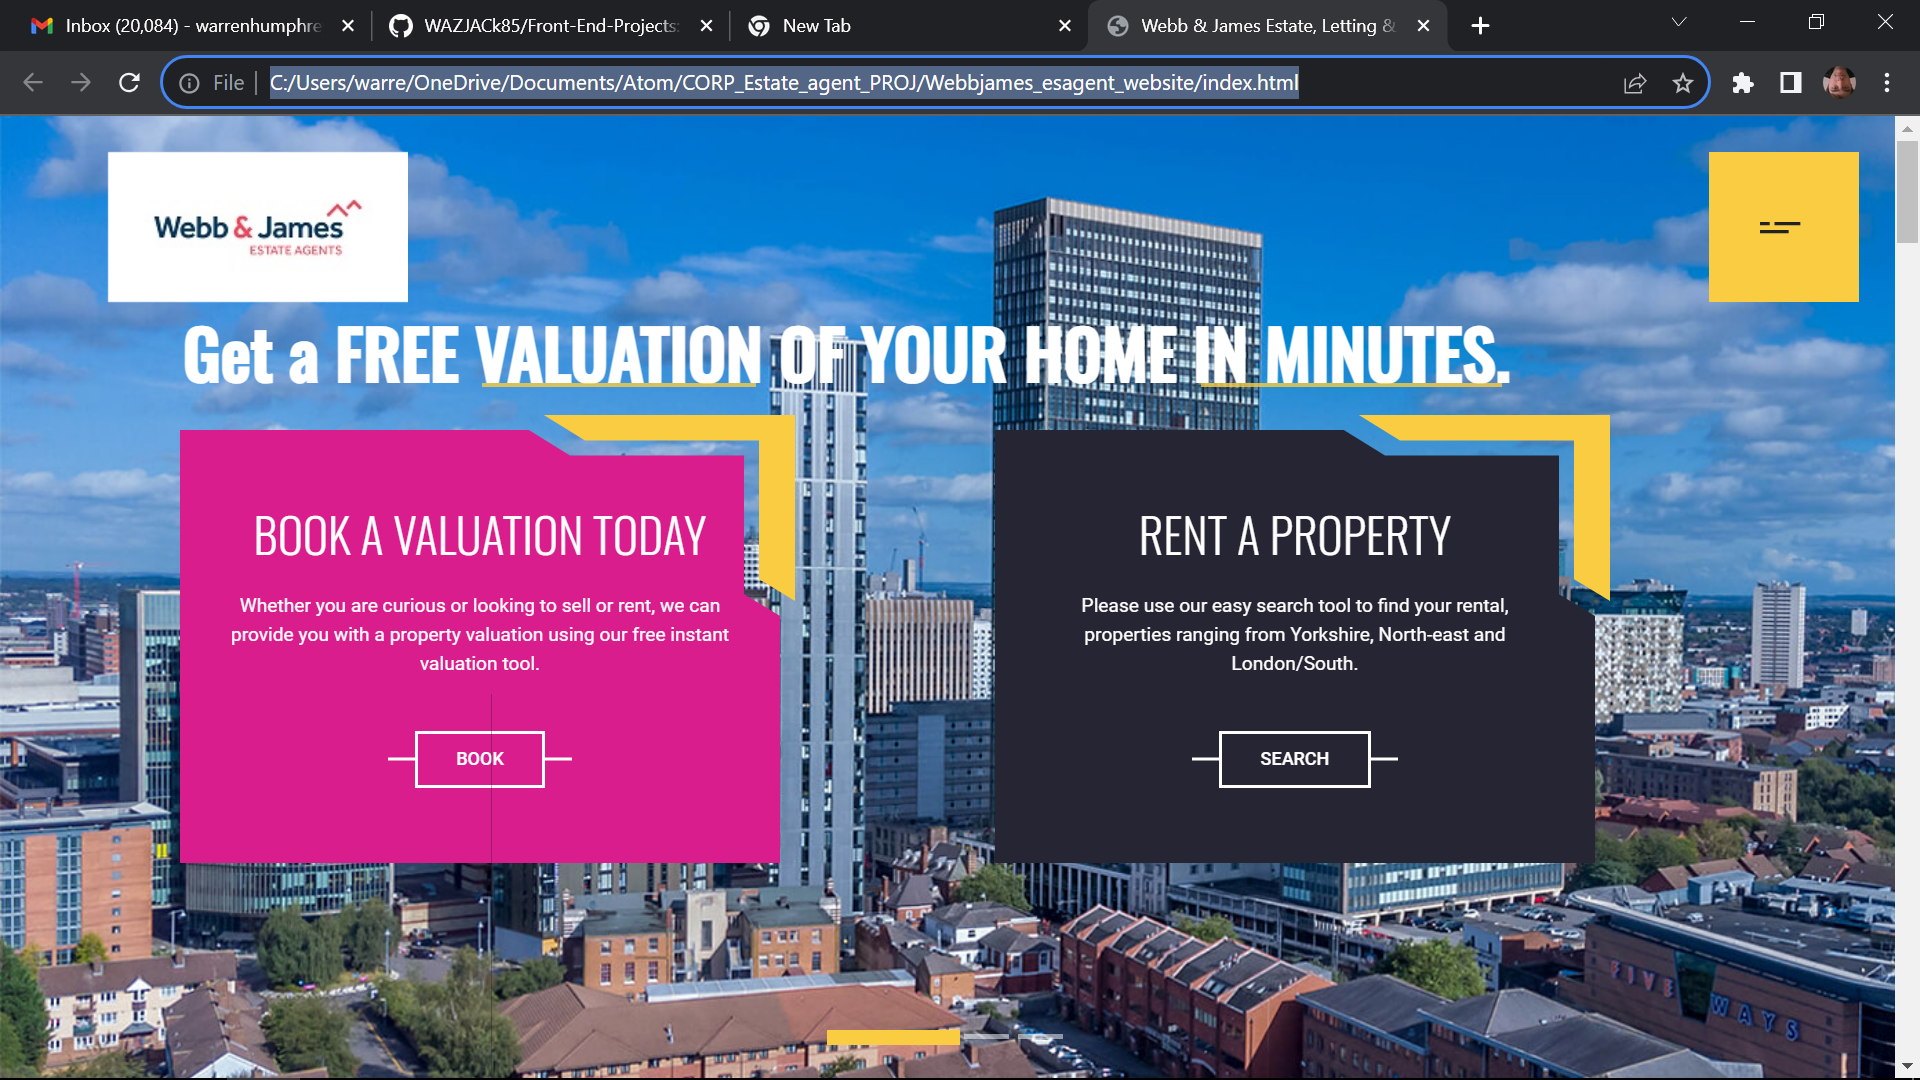 Inbox (20,084) - warrenhumphre
WAZJACk85/Front-End-Projects:
New Tab
Webb & James Estate, Letting &
File
C:/Users/warre/OneDrive/Documents/Atom/CORP_Estate_agent_PROJ/Webbjames_esagent_website/index.html
Webb & James
ESTATE AGENTS
Get a FREE VALUATION OF YOUR HOME IN MINUTES.
BOOK A VALUATION TODAY
Whether you are curious or looking to sell or rent, we can
provide you with a property valuation using our free instant
valuation tool.
BOOK
RENT A PROPERTY
Please use our easy search tool to find your rental,
properties ranging from Yorkshire, North-east and
London/South.
SEARCH
FIVE WAYS